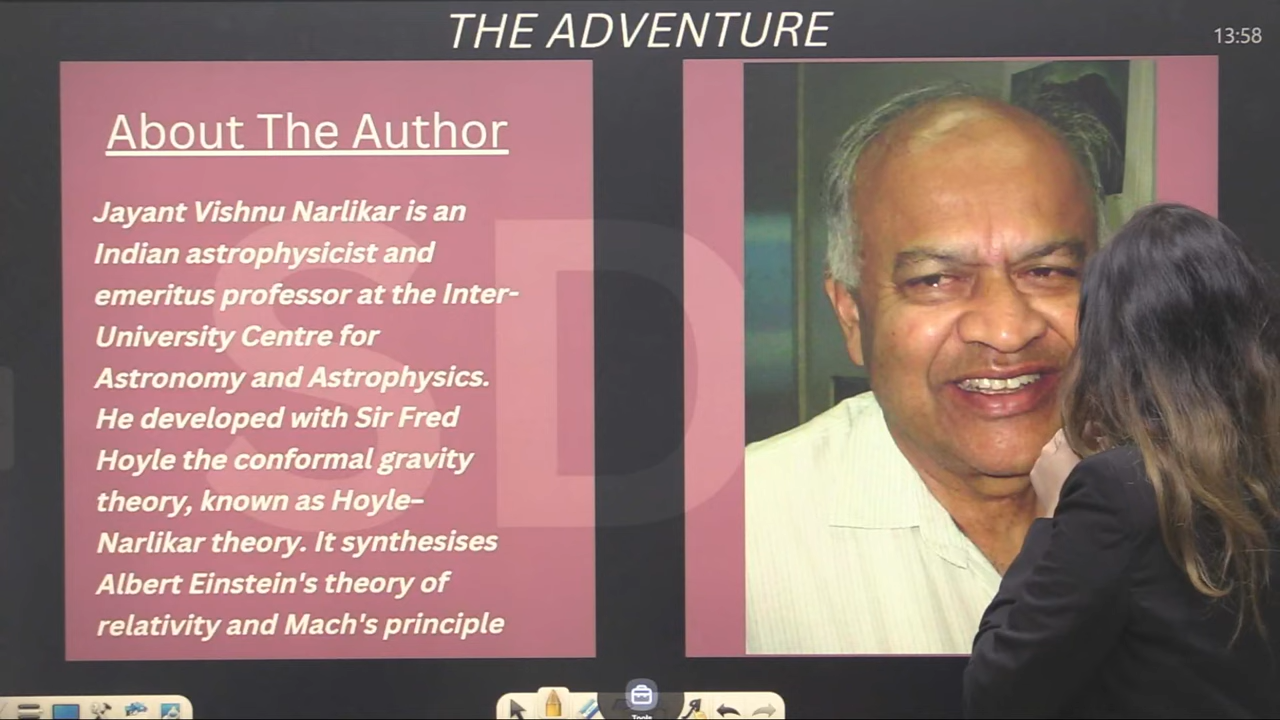 THE ADVENTURE
13:58
About The Author
Jayant Vishnu Narlikar is an
Indian astrophysicist and
emeritus professor at the Inter-
University Centre for
Astronomy and Astrophysics.
He developed with Sir Fred
Hoyle the conformal gravity
theory, known as Hoyle–
Narlikar theory. It synthesises
Albert Einstein's theory of
relativity and Mach's principle
SD
Tools